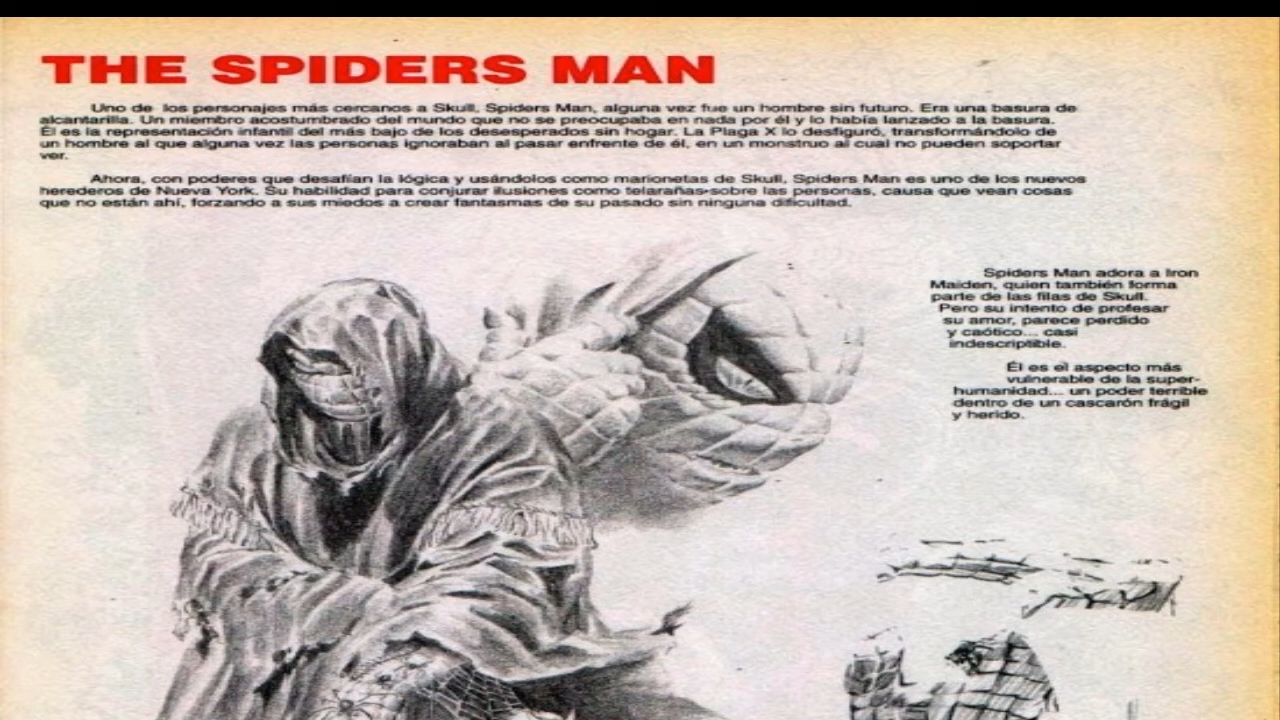 THE SPIDERS MAN
Uno de los personajes más cercanos a Skull, Spiders Man, alguna vez fue un hombre sin futuro. Era una basura de
alcantarilla. Un miembro acostumbrado del mundo que no se preocupaba en nada por él y lo había lanzado a la basura.
Él es la representación infantil del más bajo de los desesperados sin hogar. La Plaga X lo desfiguró, transformándolo de
un hombre al que alguna vez las personas ignoraban al pasar enfrente de él, en un monstruo al cual no pueden soportar
ver.
Ahora, con poderes que desafían la lógica y usándolos como marionetas de Skull, Spiders Man es uno de los nuevos
herederos de Nueva York. Su habilidad para conjurar ilusiones como telarañas-sobre las personas, causa que vean cosas
que no están ahí, forzando a sus miedos a crear fantasmas de su pasado sin ninguna dificultad.
Spiders Man adora a Iron
Maiden, quien también forma
parte de las filas de Skull.
Pero su intento de profesar
su amor, parece perdido
y caótico... casi
indescriptible.
Él es el aspecto más
vulnerable de la super-
humanidad... un poder terrible
dentro de un cascarón frágil
y herido.